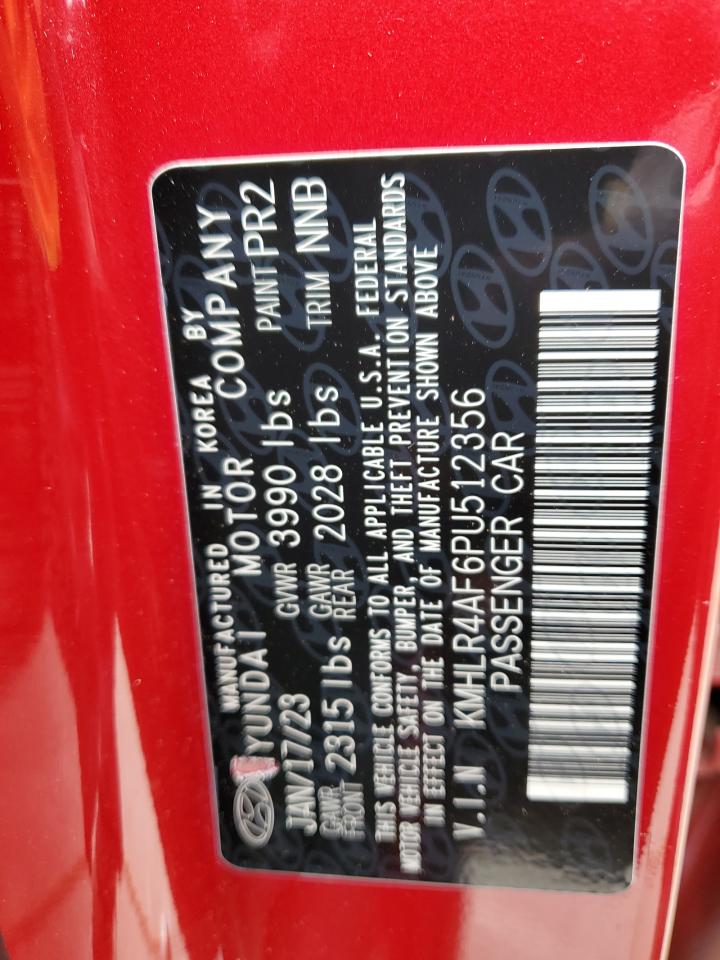 MANUFACTURED IN KOREA BY
HYUNDAI MOTOR COMPANY
JAN/17/23 GVWR 3990 lbs PAINT PR2
GAWR FRONT 2315 lbs GAWR REAR 2028 lbs TRIM NNB
THIS VEHICLE CONFORMS TO ALL APPLICABLE U.S.A. FEDERAL
MOTOR VEHICLE SAFETY, BUMPER, AND THEFT PREVENTION STANDARDS
IN EFFECT ON THE DATE OF MANUFACTURE SHOWN ABOVE
V.I.N KMHLR4AF6PU512356
PASSENGER CAR